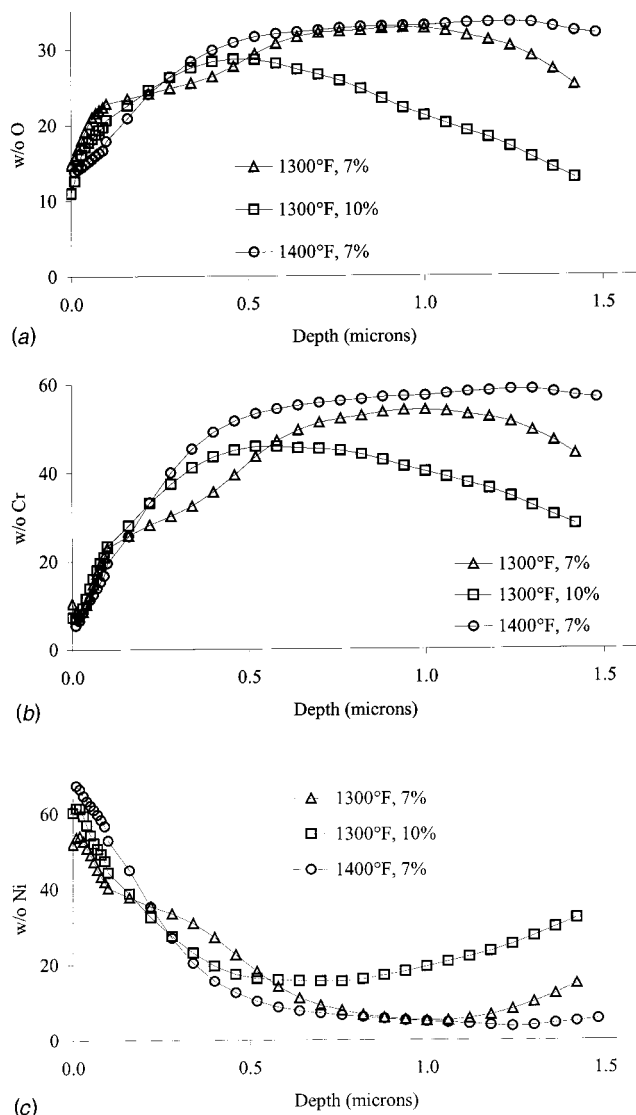 30
20
10
0
w/o O
1300°F, 7%
1300°F, 10%
1400°F, 7%
0.0 0.5 1.0 1.5
Depth (microns)
(a)
60
40
20
0
w/o Cr
1300°F, 7%
1300°F, 10%
1400°F, 7%
0.0 0.5 1.0 1.5
Depth (microns)
(b)
60
40
20
0
w/o Ni
1300°F, 7%
1300°F, 10%
1400°F, 7%
0.0 0.5 1.0 1.5
Depth (microns)
(c)